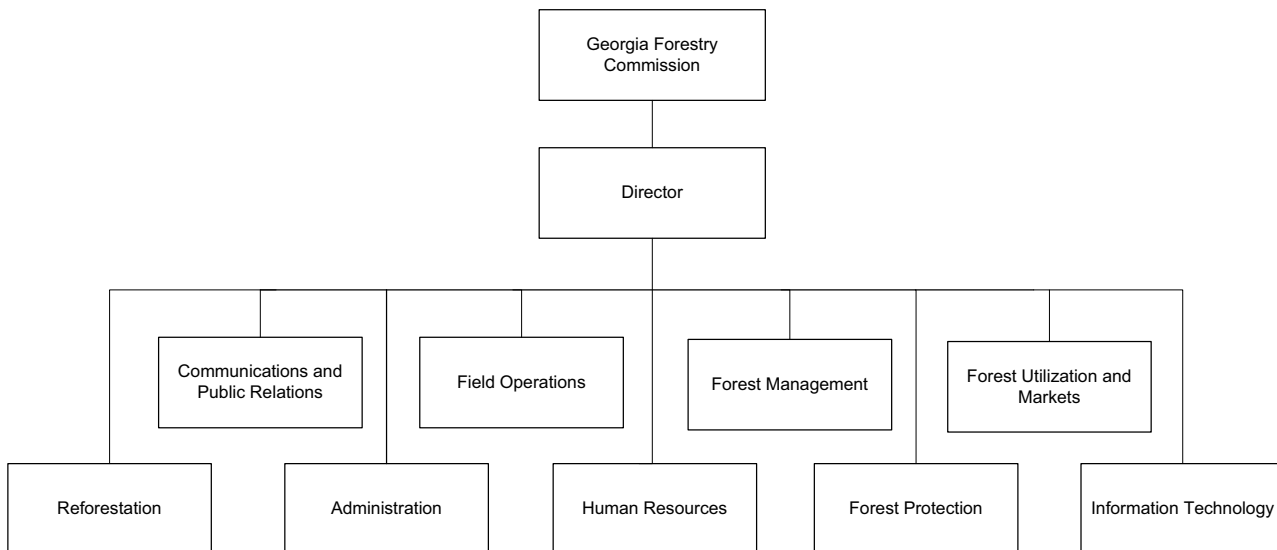 Georgia Forestry
Commission
Director
Communications and
Public Relations
Field Operations
Forest Management
Forest Utilization and
Markets
Reforestation
Administration
Human Resources
Forest Protection
Information Technology